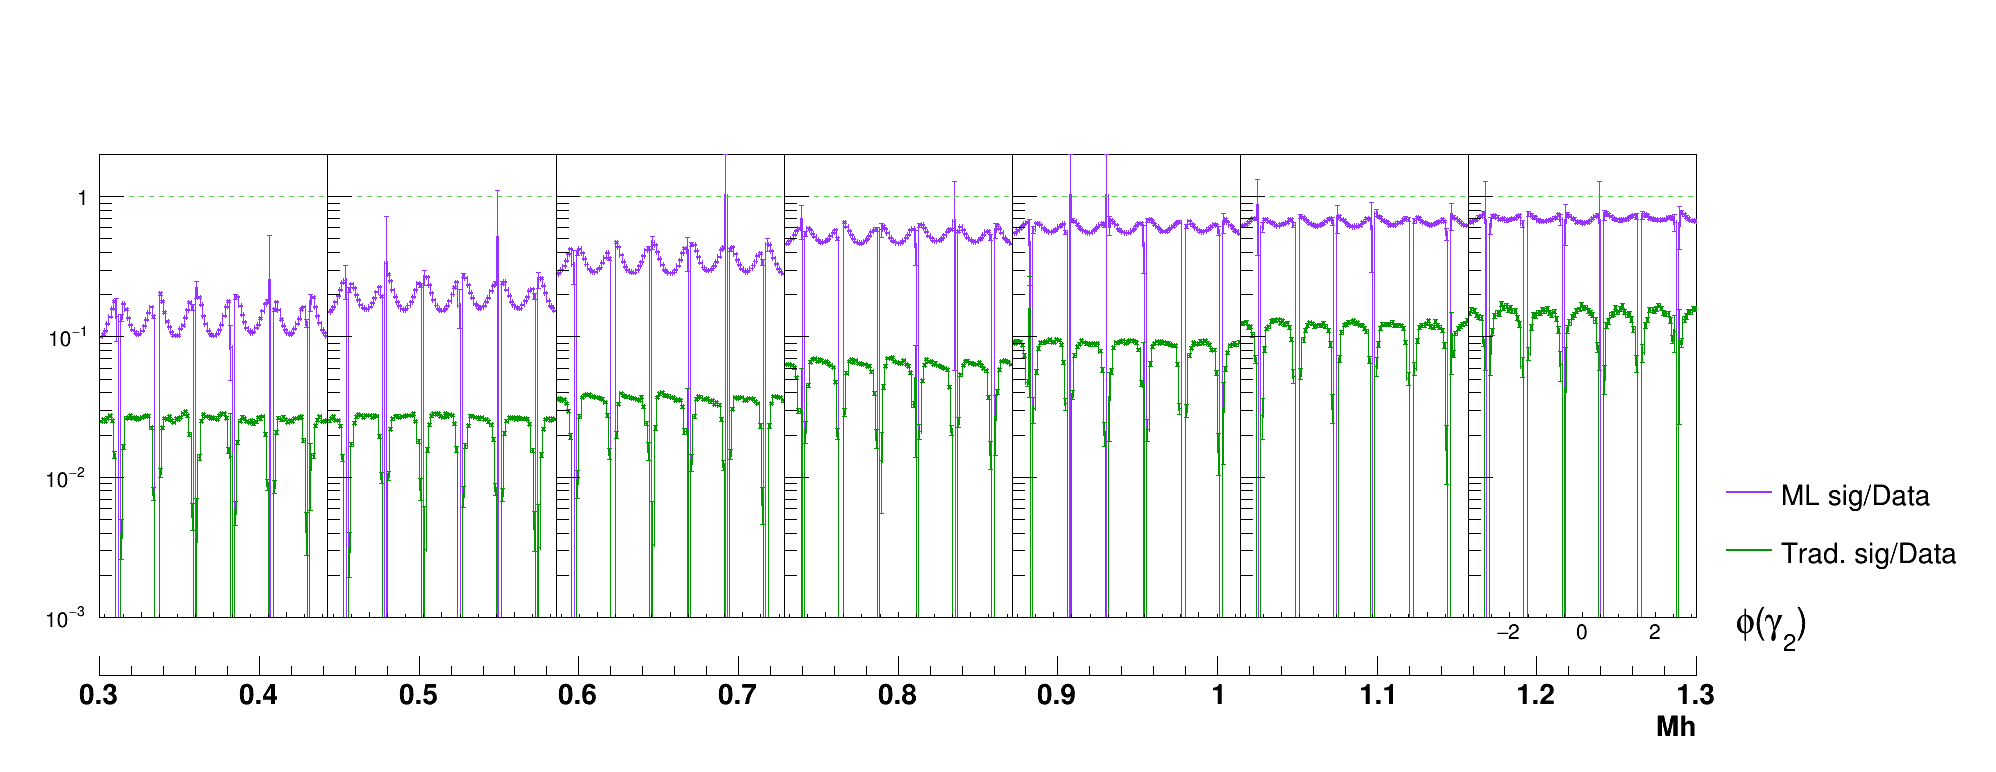 1
10⁻¹
10⁻²
10⁻³
ML sig/Data
Trad. sig/Data
−2 0 2
ϕ(γ₂)
0.3 0.4 0.5 0.6 0.7 0.8 0.9 1 1.1 1.2 1.3
Mh